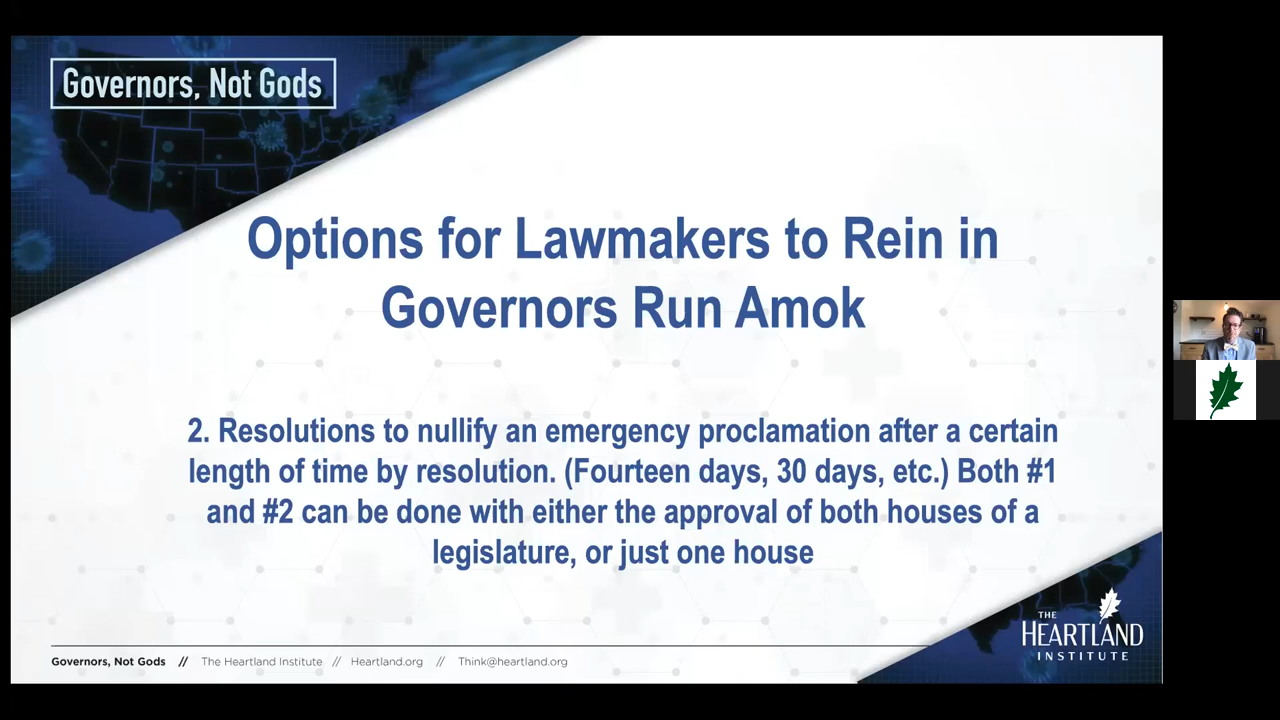 Governors, Not Gods
Options for Lawmakers to Rein in
Governors Run Amok
2. Resolutions to nullify an emergency proclamation after a certain
length of time by resolution. (Fourteen days, 30 days, etc.) Both #1
and #2 can be done with either the approval of both houses of a
legislature, or just one house
Governors, Not Gods // The Heartland Institute // Heartland.org // Think@heartland.org
THE
HEARTLAND
INSTITUTE